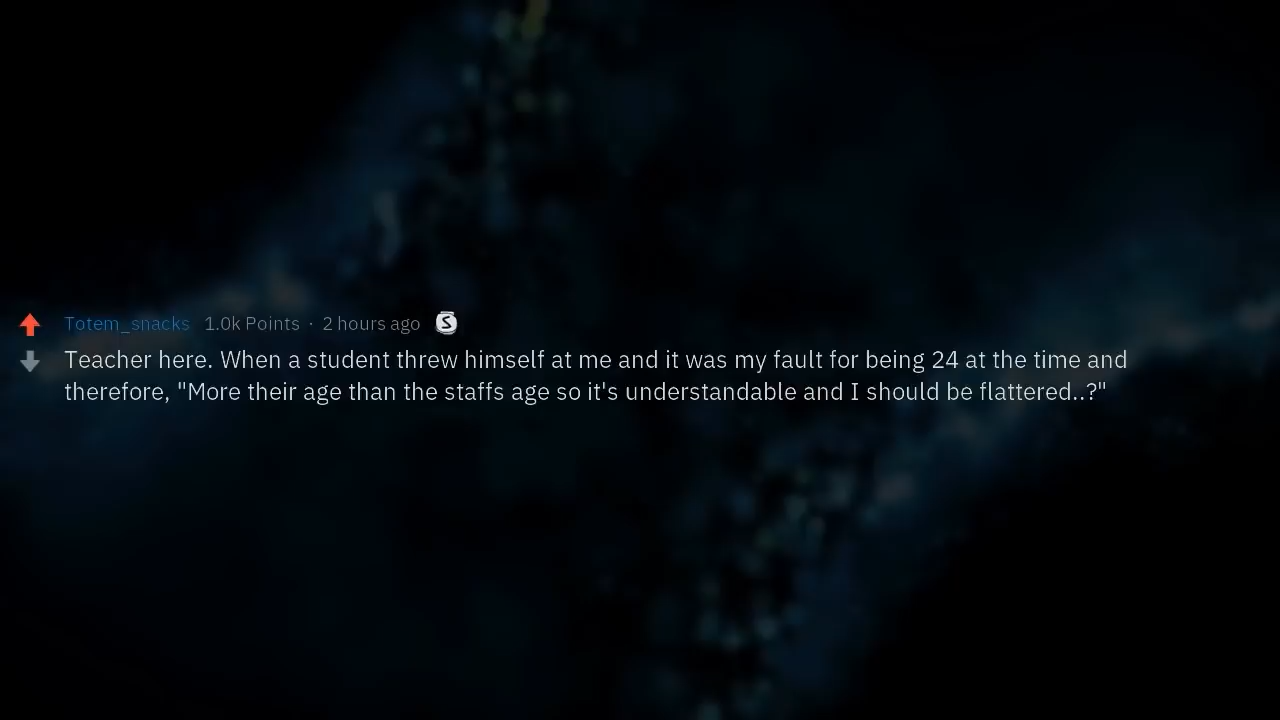 Totem_snacks 1.0k Points · 2 hours ago S
Teacher here. When a student threw himself at me and it was my fault for being 24 at the time and
therefore, "More their age than the staffs age so it's understandable and I should be flattered..?"